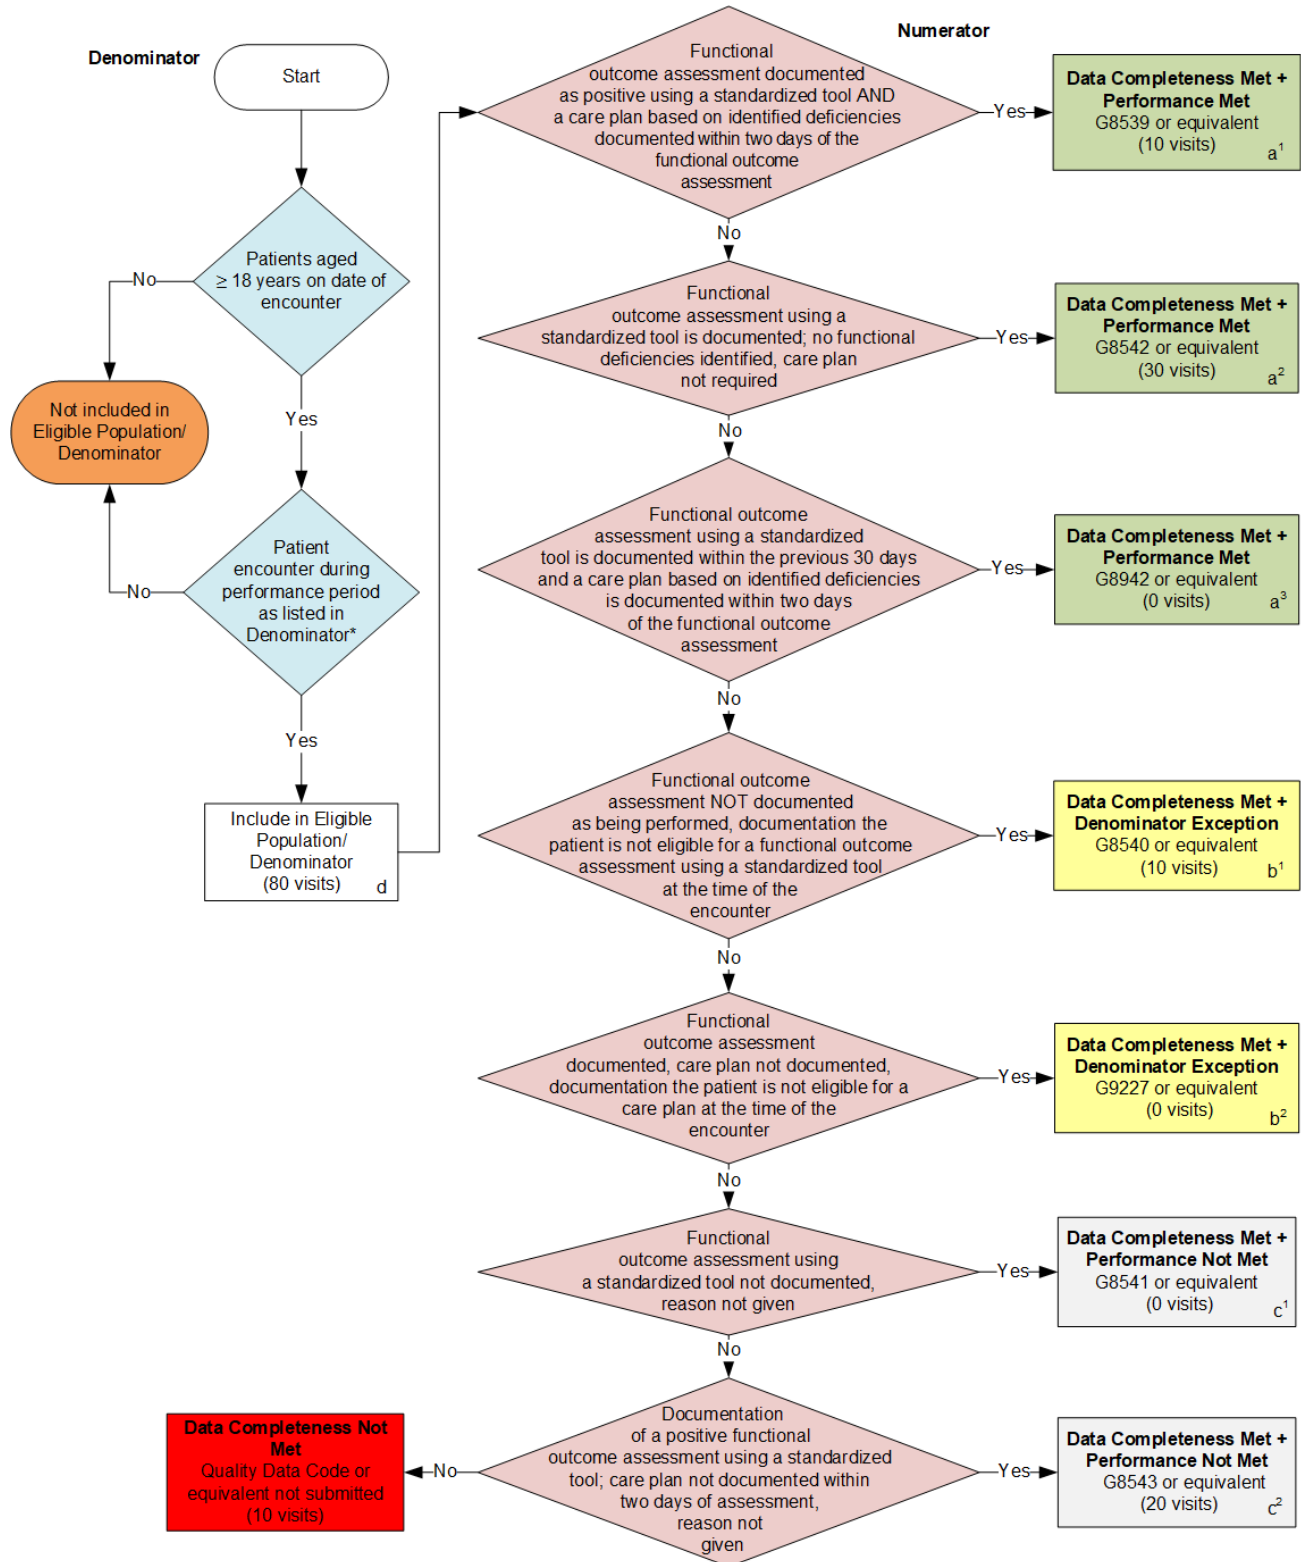 Denominator
Start
Patients aged
≥ 18 years on date of
encounter
No
Not included in
Eligible Population/
Denominator
Yes
Patient
encounter during
performance period
as listed in
Denominator*
No
Yes
Include in Eligible
Population/
Denominator
(80 visits)
d
Numerator
Functional
outcome assessment documented
as positive using a standardized tool AND
a care plan based on identified deficiencies
documented within two days of the
functional outcome
assessment
Yes
Data Completeness Met +
Performance Met
G8539 or equivalent
(10 visits)
a¹
No
Functional
outcome assessment using a
standardized tool is documented; no functional
deficiencies identified, care plan
not required
Yes
Data Completeness Met +
Performance Met
G8542 or equivalent
(30 visits)
a²
No
Functional outcome
assessment using a standardized
tool is documented within the previous 30 days
and a care plan based on identified deficiencies
is documented within two days
of the functional outcome
assessment
Yes
Data Completeness Met +
Performance Met
G8942 or equivalent
(0 visits)
a³
No
Functional outcome
assessment NOT documented
as being performed, documentation the
patient is not eligible for a functional outcome
assessment using a standardized tool
at the time of the
encounter
Yes
Data Completeness Met +
Denominator Exception
G8540 or equivalent
(10 visits)
b¹
No
Functional
outcome assessment
documented, care plan not documented,
documentation the patient is not eligible for a
care plan at the time of the
encounter
Yes
Data Completeness Met +
Denominator Exception
G9227 or equivalent
(0 visits)
b²
No
Functional
outcome assessment using
a standardized tool not documented,
reason not given
Yes
Data Completeness Met +
Performance Not Met
G8541 or equivalent
(0 visits)
c¹
No
Documentation
of a positive functional
outcome assessment using a standardized
tool; care plan not documented within
two days of assessment,
reason not
given
Yes
Data Completeness Met +
Performance Not Met
G8543 or equivalent
(20 visits)
c²
No
Data Completeness Not
Met
Quality Data Code or
equivalent not submitted
(10 visits)